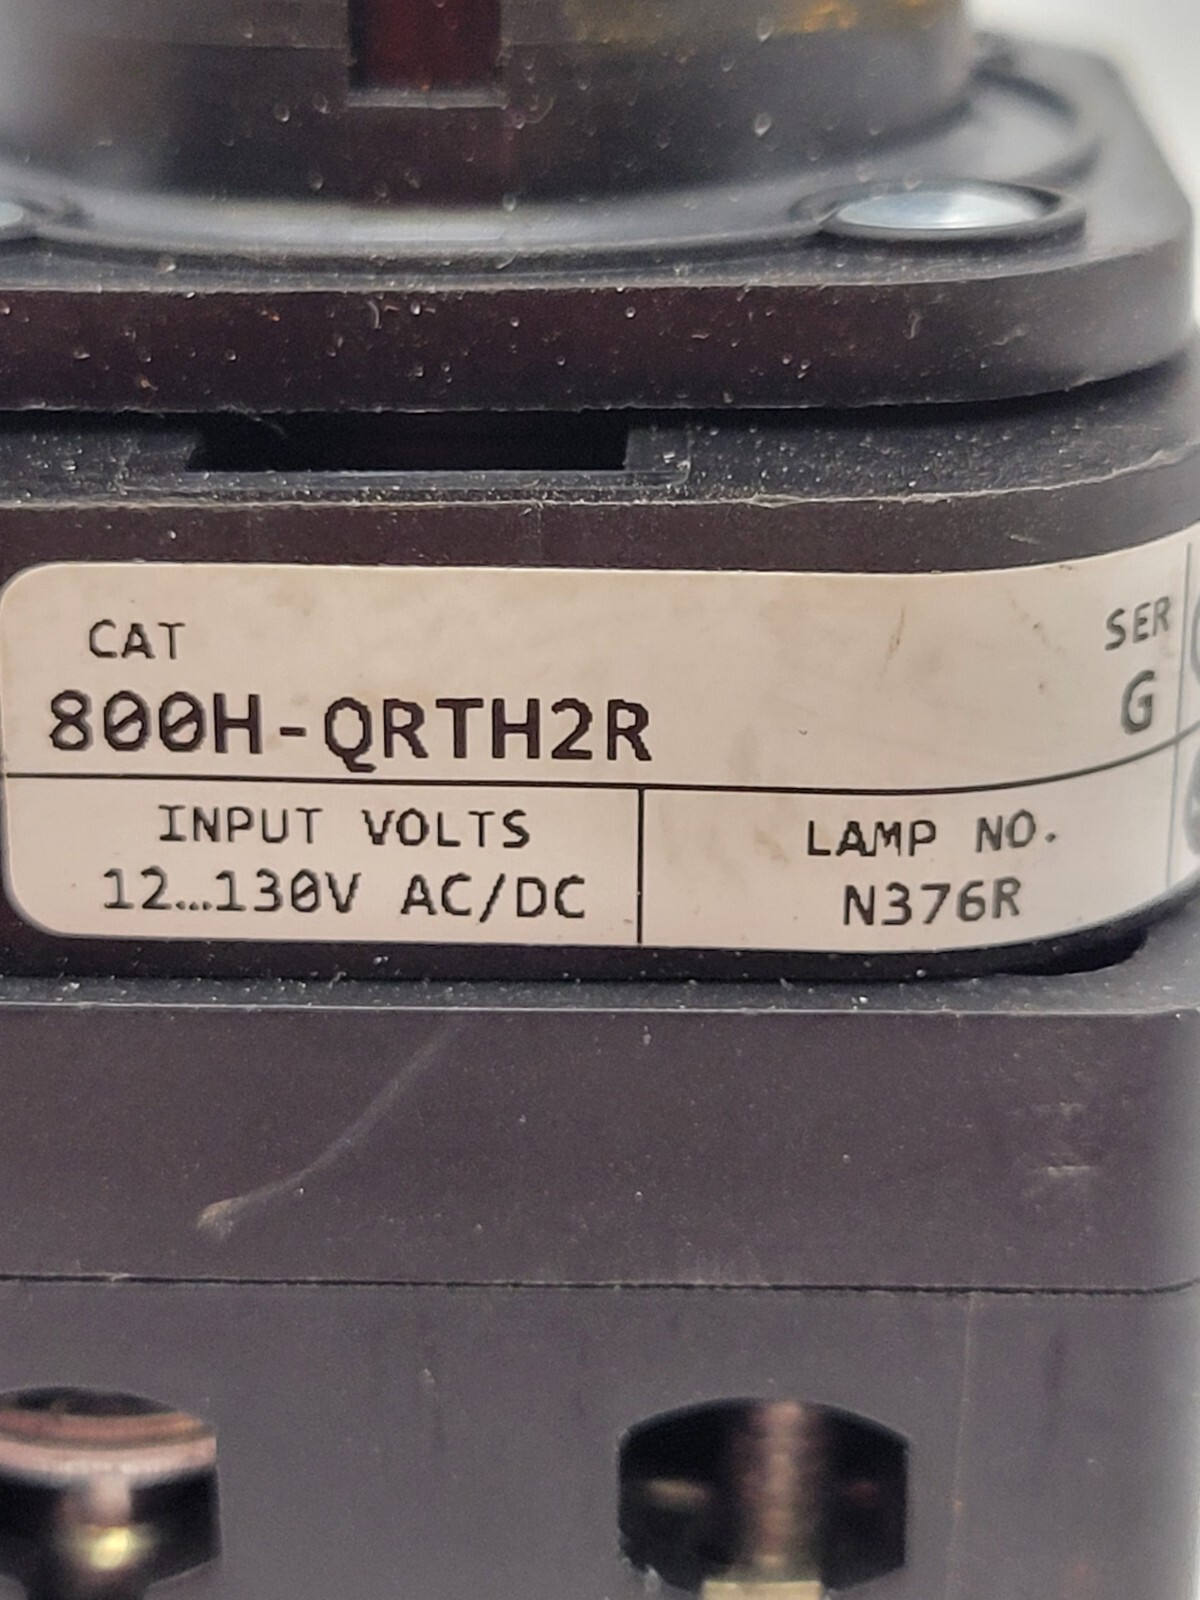 CAT
SER
800H-QRTH2R
G
INPUT VOLTS
12...130V AC/DC
LAMP NO.
N376R